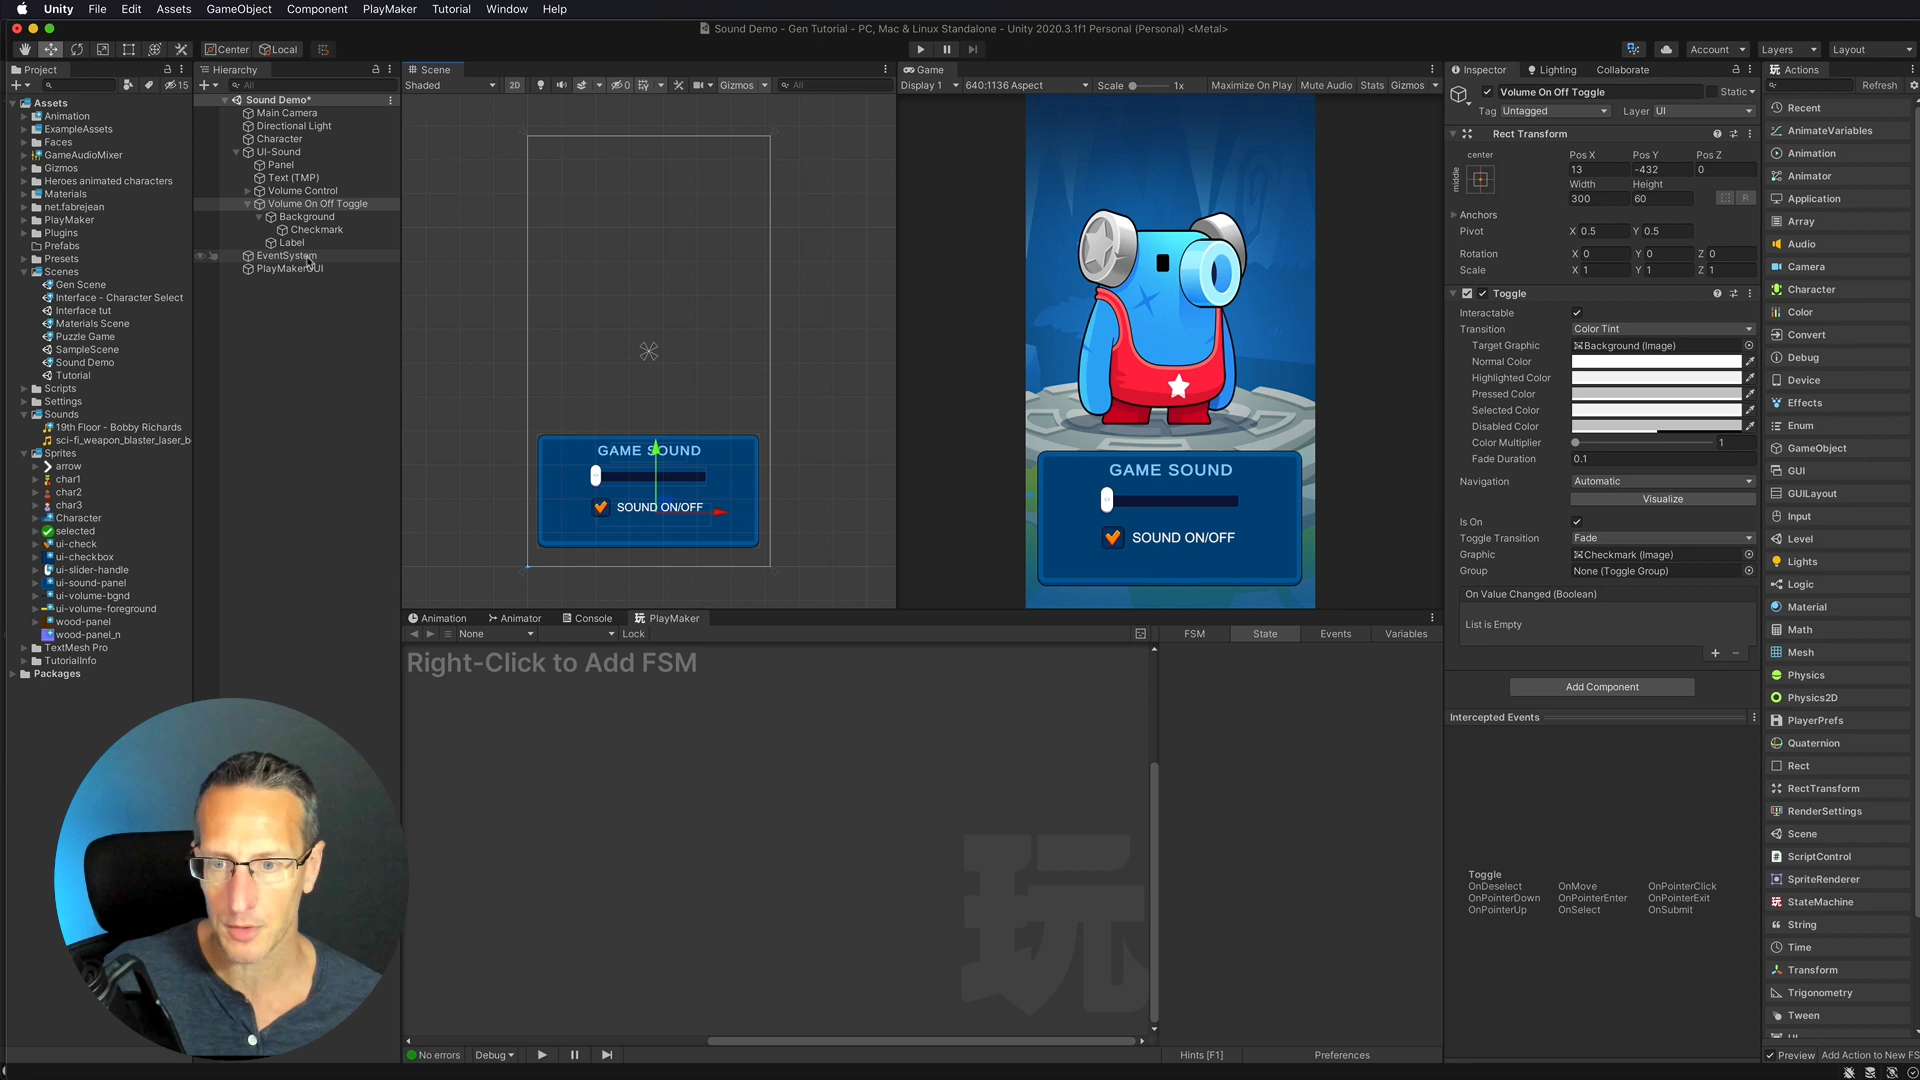 Unity File Edit Assets GameObject Component PlayMaker Tutorial Window Help
Sound Demo - Gen Tutorial - PC, Mac & Linux Standalone - Unity 2020.3.1f1 Personal (Personal) <Metal>
Center Local Account Layers Layout
Project
15
Assets
Animation
ExampleAssets
Faces
GameAudioMixer
Gizmos
Heroes animated characters
Materials
net.fabrejean
PlayMaker
Plugins
Prefabs
Presets
Scenes
Gen Scene
Interface - Character Select
Interface tut
Materials Scene
Puzzle Game
SampleScene
Sound Demo
Tutorial
Scripts
Settings
Sounds
19th Floor - Bobby Richards
sci-fi_weapon_blaster_laser_b
Sprites
arrow
char1
char2
char3
Character
selected
ui-check
ui-checkbox
ui-slider-handle
ui-sound-panel
ui-volume-bgnd
ui-volume-foreground
wood-panel
wood-panel_n
TextMesh Pro
TutorialInfo
Packages
Hierarchy
All
Sound Demo*
Main Camera
Directional Light
Character
UI-Sound
Panel
Text (TMP)
Volume Control
Volume On Off Toggle
Background
Checkmark
Label
EventSystem
PlayMakerGUI
Scene
Shaded 2D 0 Gizmos All
GAME SOUND
SOUND ON/OFF
Game
Display 1 640:1136 Aspect Scale 1x Maximize On Play Mute Audio Stats Gizmos
GAME SOUND
SOUND ON/OFF
Animation Animator Console PlayMaker
None Lock FSM State Events Variables
Right-Click to Add FSM
玩
No errors Debug Hints [F1] Preferences
Inspector Lighting Collaborate
Volume On Off Toggle Static
Tag Untagged Layer UI
Rect Transform
center
middle
Pos X Pos Y Pos Z
13 -432 0
Width Height
300 60 R
Anchors
Pivot X 0.5 Y 0.5
Rotation X 0 Y 0 Z 0
Scale X 1 Y 1 Z 1
Toggle
Interactable
Transition Color Tint
Target Graphic Background (Image)
Normal Color
Highlighted Color
Pressed Color
Selected Color
Disabled Color
Color Multiplier 1
Fade Duration 0.1
Navigation Automatic
Visualize
Is On
Toggle Transition Fade
Graphic Checkmark (Image)
Group None (Toggle Group)
On Value Changed (Boolean)
List is Empty
Add Component
Intercepted Events
Toggle
OnDeselect OnMove OnPointerClick
OnPointerDown OnPointerEnter OnPointerExit
OnPointerUp OnSelect OnSubmit
Actions
Refresh
Recent
AnimateVariables
Animation
Animator
Application
Array
Audio
Camera
Character
Color
Convert
Debug
Device
Effects
Enum
GameObject
GUI
GUILayout
Input
Level
Lights
Logic
Material
Math
Mesh
Physics
Physics2D
PlayerPrefs
Quaternion
Rect
RectTransform
RenderSettings
Scene
ScriptControl
SpriteRenderer
StateMachine
String
Time
Transform
Trigonometry
Tween
Preview Add Action to New FS